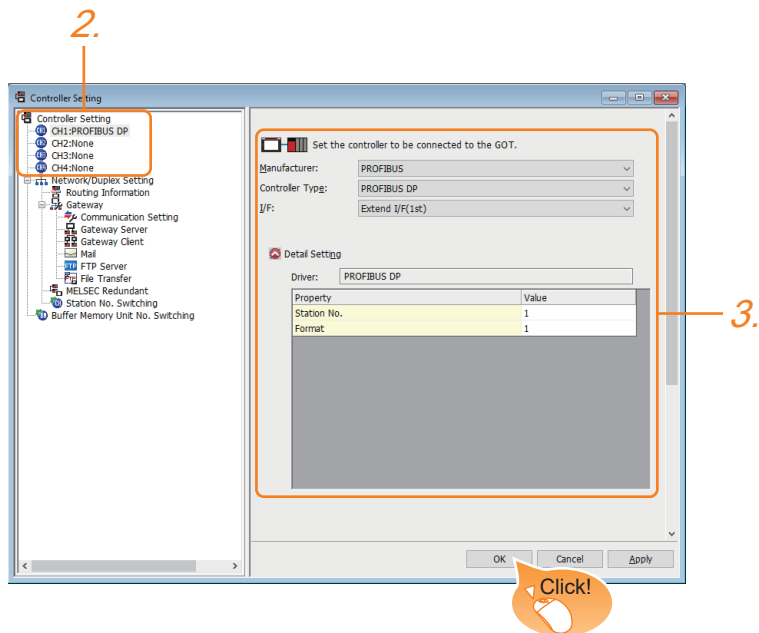 2.
Controller Setting
Controller Setting
CH1:PROFIBUS DP
CH2:None
CH3:None
CH4:None
Network/Duplex Setting
Routing Information
Gateway
Communication Setting
Gateway Server
Gateway Client
Mail
FTP Server
File Transfer
MELSEC Redundant
Station No. Switching
Buffer Memory Unit No. Switching
Set the controller to be connected to the GOT.
Manufacturer: PROFIBUS
Controller Type: PROFIBUS DP
I/F: Extend I/F(1st)
Detail Setting
Driver: PROFIBUS DP
Property Value
Station No. 1
Format 1
3.
OK Cancel Apply
Click!